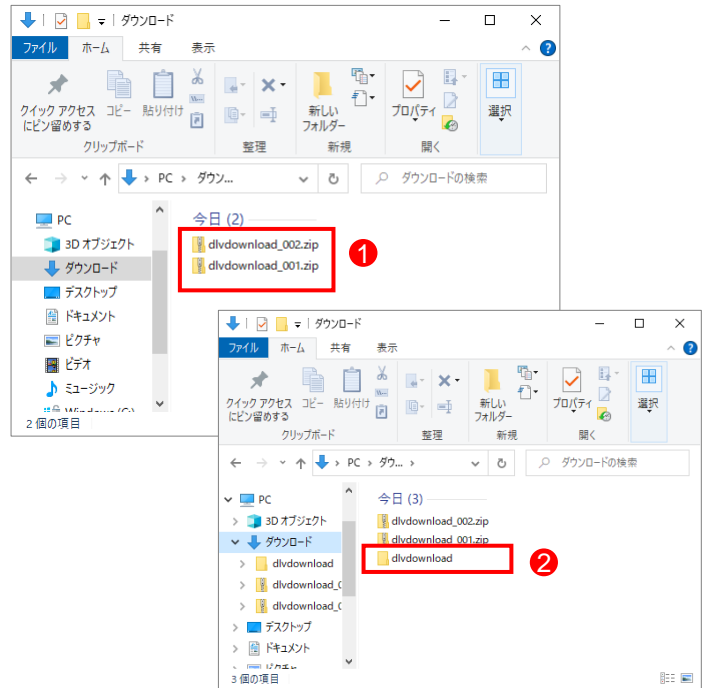 ダウンロード
ファイル ホーム 共有 表示
クイック アクセスにピン留めする コピー 貼り付け 新しいフォルダー プロパティ 選択
クリップボード 整理 新規 開く
PC ダウン... ダウンロードの検索
PC
3D オブジェクト
ダウンロード
デスクトップ
ドキュメント
ピクチャ
ビデオ
ミュージック
2 個の項目
今日 (2)
dlvdownload_002.zip
dlvdownload_001.zip
1
ダウンロード
ファイル ホーム 共有 表示
クイック アクセスにピン留めする コピー 貼り付け 新しいフォルダー プロパティ 選択
クリップボード 整理 新規 開く
PC ダウ... ダウンロードの検索
PC
3D オブジェクト
ダウンロード
dlvdownload
dlvdownload_0
dlvdownload_0
デスクトップ
ドキュメント
3 個の項目
今日 (3)
dlvdownload_002.zip
dlvdownload_001.zip
dlvdownload
2